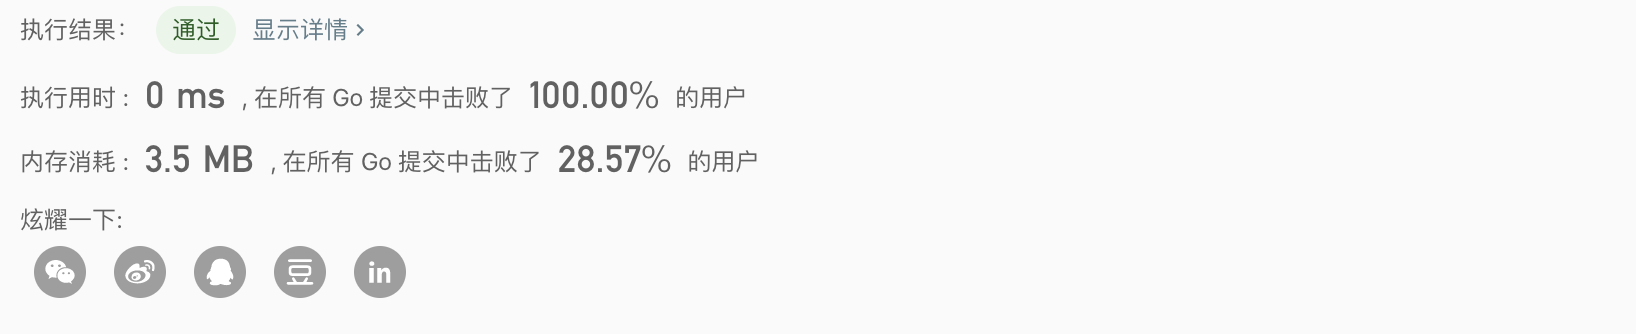 执行结果： 通过 显示详情 >
执行用时： 0 ms , 在所有 Go 提交中击败了 100.00% 的用户
内存消耗： 3.5 MB , 在所有 Go 提交中击败了 28.57% 的用户
炫耀一下:
豆 in